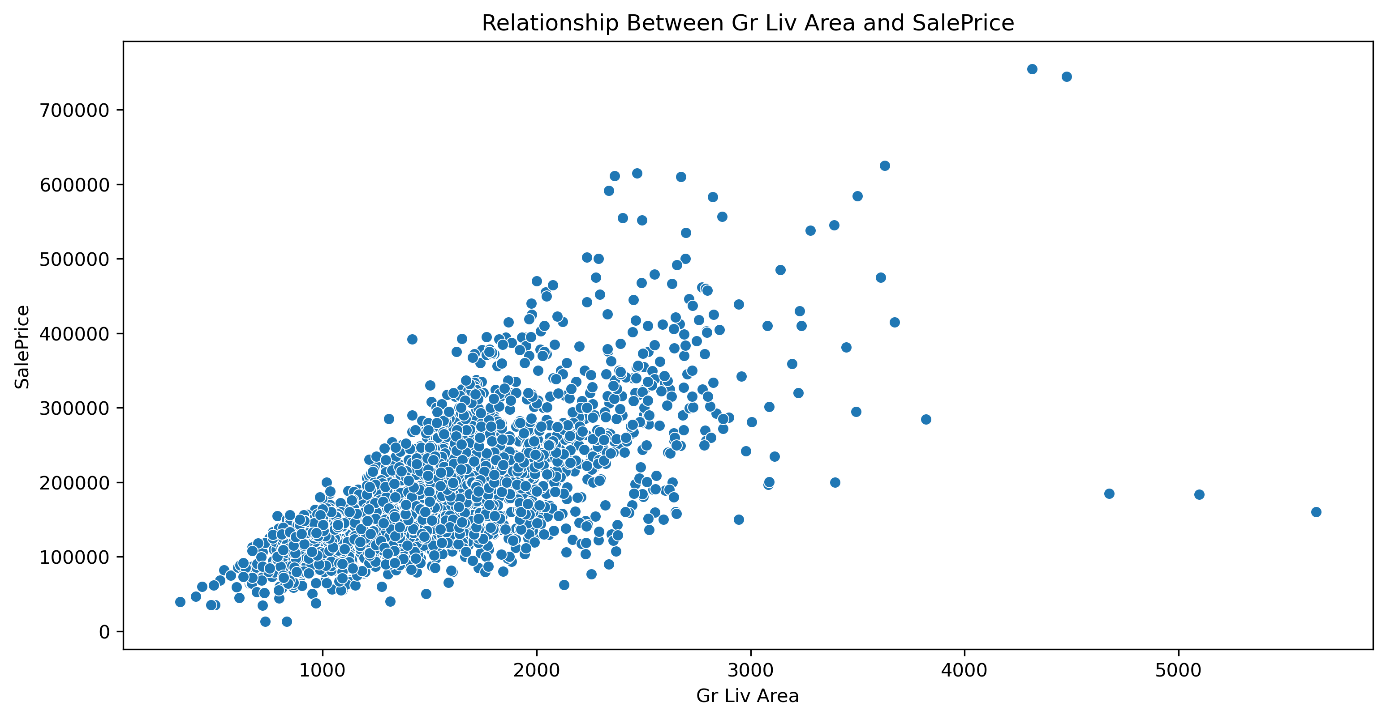 Relationship Between Gr Liv Area and SalePrice
SalePrice
700000
600000
500000
400000
300000
200000
100000
0
1000 2000 3000 4000 5000
Gr Liv Area